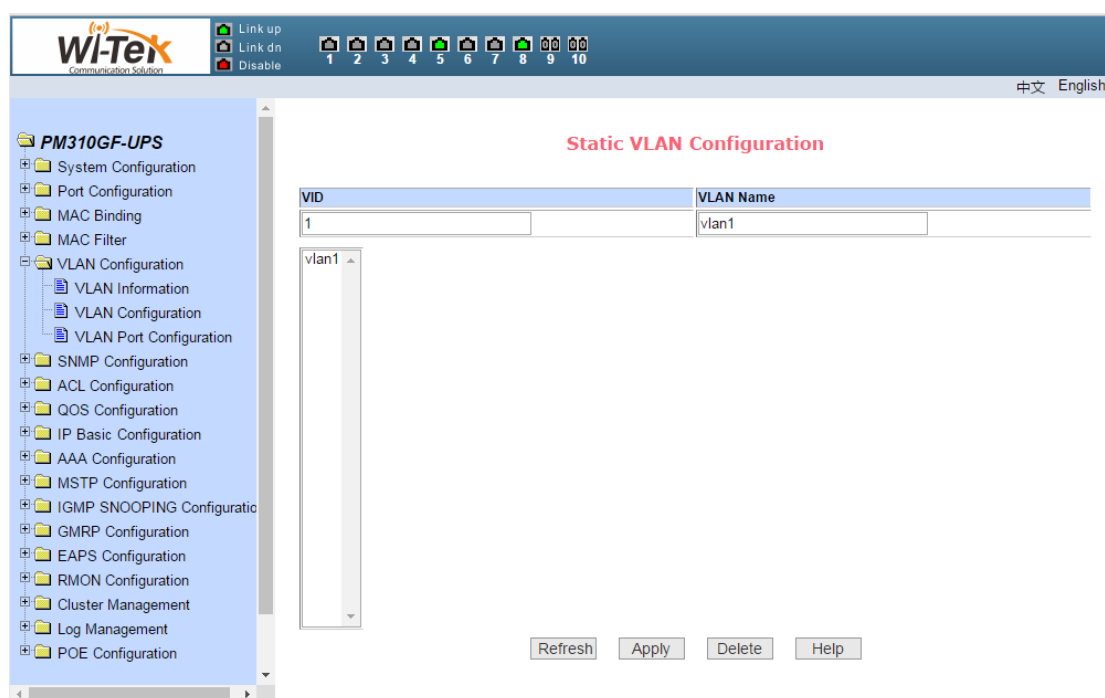 WI-TEK
Communication Solution
Link up
Link dn
Disable
1 2 3 4 5 6 7 8 9 10
中文 English
PM310GF-UPS
System Configuration
Port Configuration
MAC Binding
MAC Filter
VLAN Configuration
VLAN Information
VLAN Configuration
VLAN Port Configuration
SNMP Configuration
ACL Configuration
QOS Configuration
IP Basic Configuration
AAA Configuration
MSTP Configuration
IGMP SNOOPING Configuratio
GMRP Configuration
EAPS Configuration
RMON Configuration
Cluster Management
Log Management
POE Configuration
Static VLAN Configuration
VID VLAN Name
1 vlan1
vlan1
Refresh Apply Delete Help